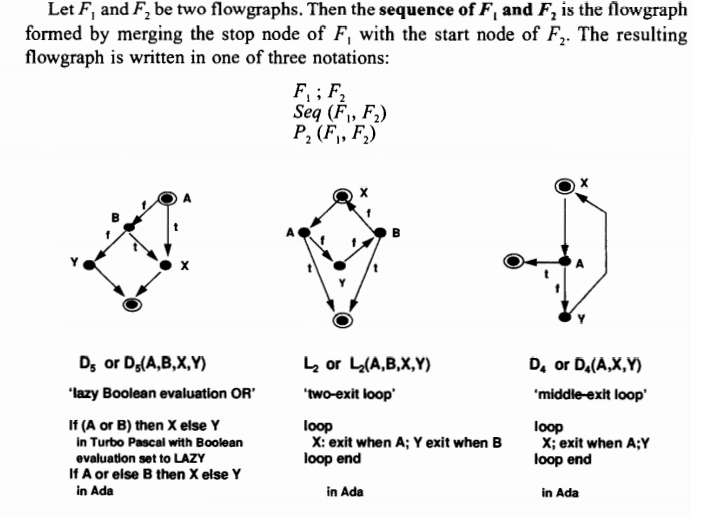 Let F₁ and F₂ be two flowgraphs. Then the sequence of F₁ and F₂ is the flowgraph
formed by merging the stop node of F₁ with the start node of F₂. The resulting
flowgraph is written in one of three notations:
F₁ ; F₂
Seq (F₁, F₂)
P₂ (F₁, F₂)
A
B
f
f
t
t
Y
X
X
A
B
f
f
f
t
t
Y
X
A
t
f
Y
D₅ or D₅(A,B,X,Y)
'lazy Boolean evaluation OR'
If (A or B) then X else Y
in Turbo Pascal with Boolean
evaluation set to LAZY
If A or else B then X else Y
in Ada
L₂ or L₂(A,B,X,Y)
'two-exit loop'
loop
X: exit when A; Y exit when B
loop end
in Ada
D₄ or D₄(A,X,Y)
'middle-exit loop'
loop
X; exit when A;Y
loop end
in Ada